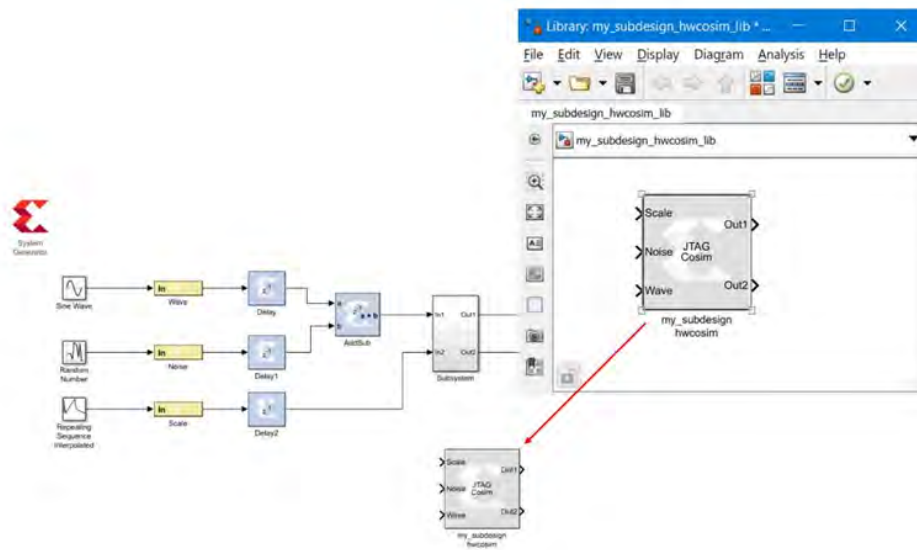 Library: my_subdesign_hwcosim_lib * ...
File Edit View Display Diagram Analysis Help
my_subdesign_hwcosim_lib
my_subdesign_hwcosim_lib
Scale
Out1
Noise
JTAG
Cosim
Wave
Out2
my_subdesign
hwcosim
System
Generator
In
Sine Wave
Wave
Delay
a
b
a + b
AddSub
In
Random
Number
Noise
Delay1
In1
Out1
In2
Out2
Subsystem
In
Repeating
Sequence
Interpolated
Scale
Delay2
Scale
Out1
Noise
JTAG
Cosim
Wave
Out2
my_subdesign
hwcosim